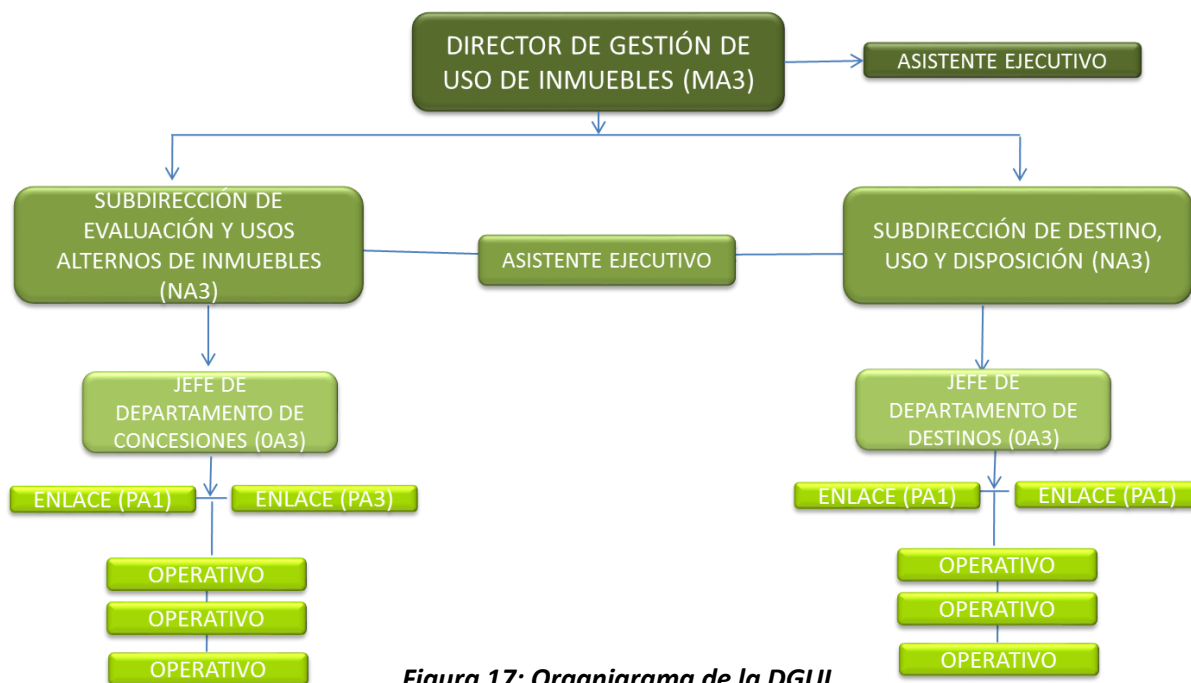 DIRECTOR DE GESTIÓN DE
USO DE INMUEBLES (MA3)
ASISTENTE EJECUTIVO
SUBDIRECCIÓN DE
EVALUACIÓN Y USOS
ALTERNOS DE INMUEBLES
(NA3)
ASISTENTE EJECUTIVO
SUBDIRECCIÓN DE DESTINO,
USO Y DISPOSICIÓN (NA3)
JEFE DE
DEPARTAMENTO DE
CONCESIONES (0A3)
JEFE DE
DEPARTAMENTO DE
DESTINOS (0A3)
ENLACE (PA1)
ENLACE (PA3)
ENLACE (PA1)
ENLACE (PA1)
OPERATIVO
OPERATIVO
OPERATIVO
OPERATIVO
OPERATIVO
OPERATIVO
Figura 17: Organigrama de la DGUI